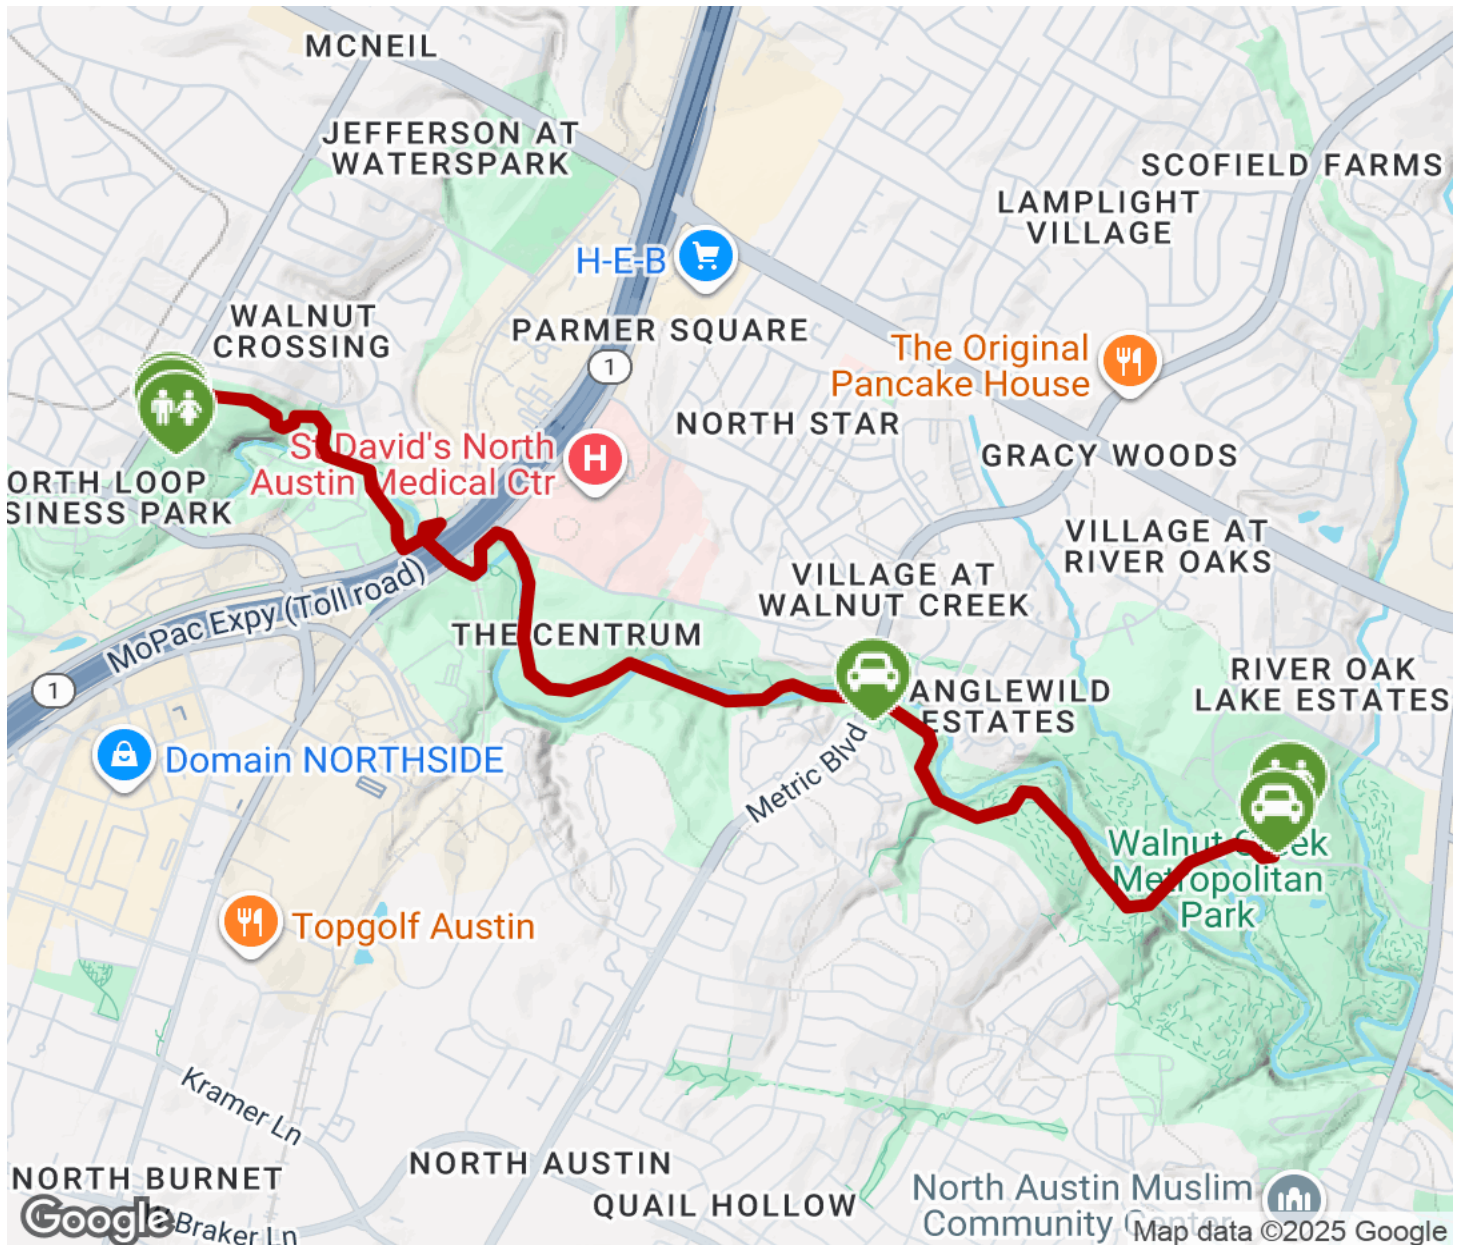 MCNEIL
JEFFERSON AT
WATERSPARK
SCOFIELD FARMS
LAMPLIGHT
VILLAGE
H-E-B
WALNUT
CROSSING
PARMER SQUARE
1
The Original
Pancake House
NORTH STAR
St David's North
Austin Medical Ctr
H
GRACY WOODS
ORTH LOOP
SINESS PARK
VILLAGE AT
RIVER OAKS
VILLAGE AT
WALNUT CREEK
MoPac Expy (Toll road)
THE CENTRUM
1
RIVER OAK
LAKE ESTATES
ANGLEWILD
ESTATES
Domain NORTHSIDE
Metric Blvd
Walnut Creek
Metropolitan
Park
Topgolf Austin
Kramer Ln
NORTH AUSTIN
NORTH BURNET
QUAIL HOLLOW
North Austin Muslim
Community Center
Google
Braker Ln
Map data ©2025 Google